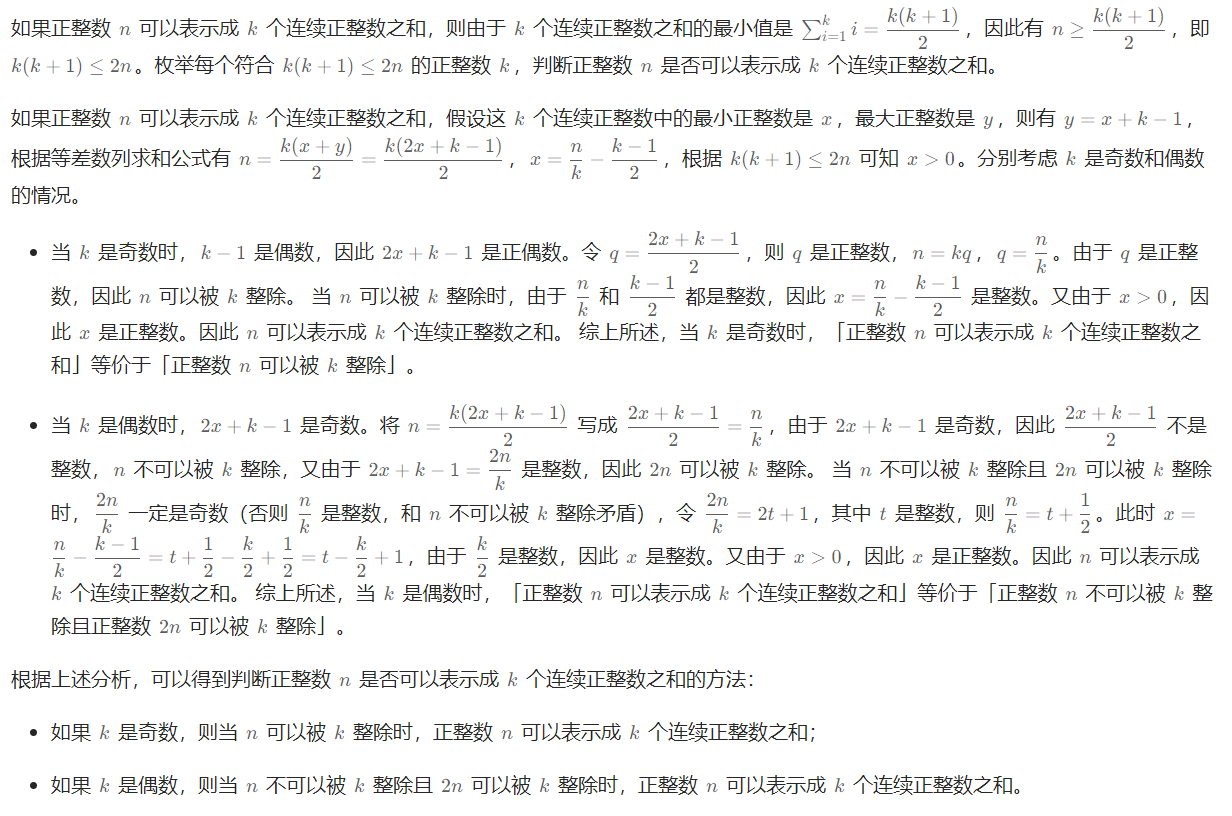 如果正整数 n 可以表示成 k 个连续正整数之和，则由于 k 个连续正整数之和的最小值是 $\sum_{i=1}^{k} i = \dfrac{k(k+1)}{2}$，因此有 $n \ge \dfrac{k(k+1)}{2}$，即
$k(k+1) \le 2n$。枚举每个符合 $k(k+1) \le 2n$ 的正整数 k，判断正整数 n 是否可以表示成 k 个连续正整数之和。
如果正整数 n 可以表示成 k 个连续正整数之和，假设这 k 个连续正整数中的最小正整数是 x，最大正整数是 y，则有 $y = x + k - 1$，
根据等差数列求和公式有 $n = \dfrac{k(x+y)}{2} = \dfrac{k(2x+k-1)}{2}$，$x = \dfrac{n}{k} - \dfrac{k-1}{2}$，根据 $k(k+1) \le 2n$ 可知 $x > 0$。分别考虑 k 是奇数和偶数
的情况。
• 当 k 是奇数时，$k-1$ 是偶数，因此 $2x+k-1$ 是正偶数。令 $q = \dfrac{2x+k-1}{2}$，则 q 是正整数，$n = kq$，$q = \dfrac{n}{k}$。由于 q 是正整
数，因此 n 可以被 k 整除。 当 n 可以被 k 整除时，由于 $\dfrac{n}{k}$ 和 $\dfrac{k-1}{2}$ 都是整数，因此 $x = \dfrac{n}{k} - \dfrac{k-1}{2}$ 是整数。又由于 $x > 0$，因
此 x 是正整数。因此 n 可以表示成 k 个连续正整数之和。 综上所述，当 k 是奇数时，「正整数 n 可以表示成 k 个连续正整数之
和」等价于「正整数 n 可以被 k 整除」。
• 当 k 是偶数时，$2x+k-1$ 是奇数。将 $n = \dfrac{k(2x+k-1)}{2}$ 写成 $\dfrac{2x+k-1}{2} = \dfrac{n}{k}$，由于 $2x+k-1$ 是奇数，因此 $\dfrac{2x+k-1}{2}$ 不是
整数，n 不可以被 k 整除，又由于 $2x+k-1 = \dfrac{2n}{k}$ 是整数，因此 2n 可以被 k 整除。 当 n 不可以被 k 整除且 2n 可以被 k 整除
时，$\dfrac{2n}{k}$ 一定是奇数（否则 $\dfrac{n}{k}$ 是整数，和 n 不可以被 k 整除矛盾），令 $\dfrac{2n}{k} = 2t+1$，其中 t 是整数，则 $\dfrac{n}{k} = t + \dfrac{1}{2}$。此时 $x =$
$\dfrac{n}{k} - \dfrac{k-1}{2} = t + \dfrac{1}{2} - \dfrac{k}{2} + \dfrac{1}{2} = t - \dfrac{k}{2} + 1$，由于 $\dfrac{k}{2}$ 是整数，因此 x 是整数。又由于 $x > 0$，因此 x 是正整数。因此 n 可以表示成
k 个连续正整数之和。 综上所述，当 k 是偶数时，「正整数 n 可以表示成 k 个连续正整数之和」等价于「正整数 n 不可以被 k 整
除且正整数 2n 可以被 k 整除」。
根据上述分析，可以得到判断正整数 n 是否可以表示成 k 个连续正整数之和的方法：
• 如果 k 是奇数，则当 n 可以被 k 整除时，正整数 n 可以表示成 k 个连续正整数之和；
• 如果 k 是偶数，则当 n 不可以被 k 整除且 2n 可以被 k 整除时，正整数 n 可以表示成 k 个连续正整数之和。